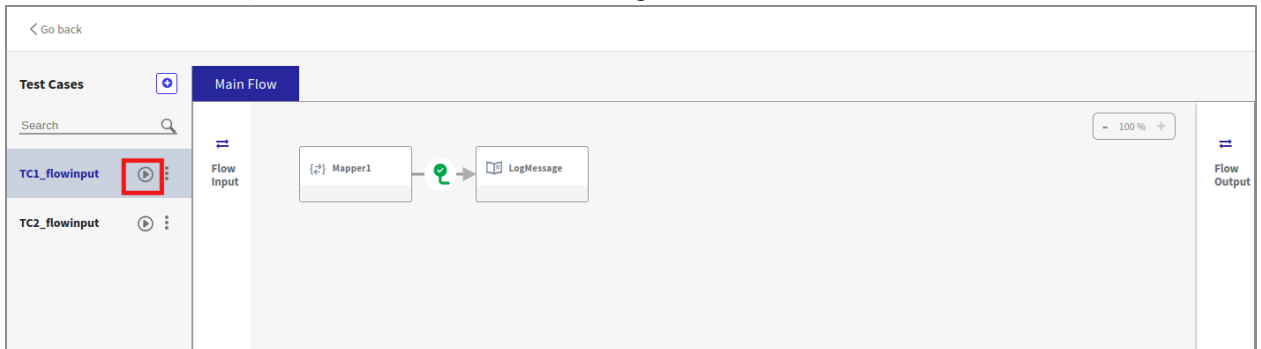 Go back
Test Cases
Main Flow
Search
- 100 % +
Flow
Input
{⇄} Mapper1
LogMessage
Flow
Output
TC1_flowinput
TC2_flowinput